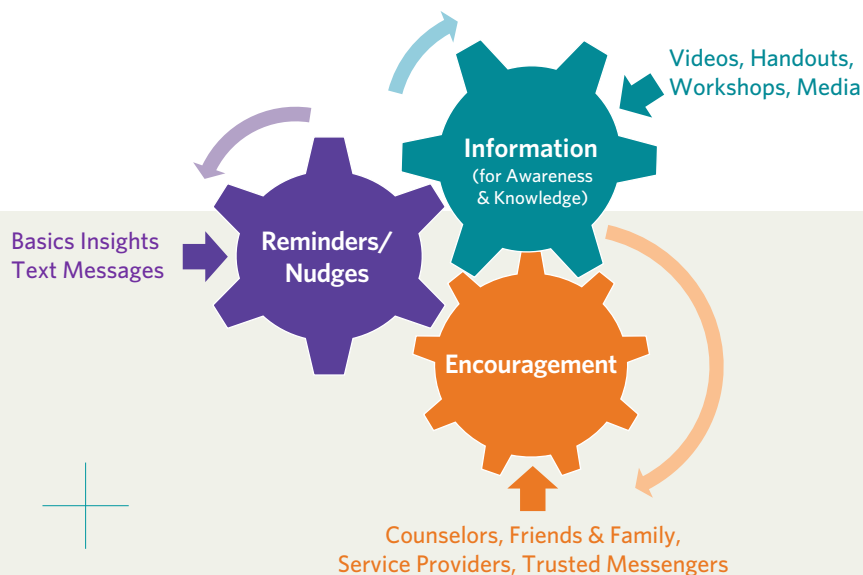 Videos, Handouts,
Workshops, Media
Information
(for Awareness
& Knowledge)
Basics Insights
Text Messages
Reminders/
Nudges
Encouragement
Counselors, Friends & Family,
Service Providers, Trusted Messengers